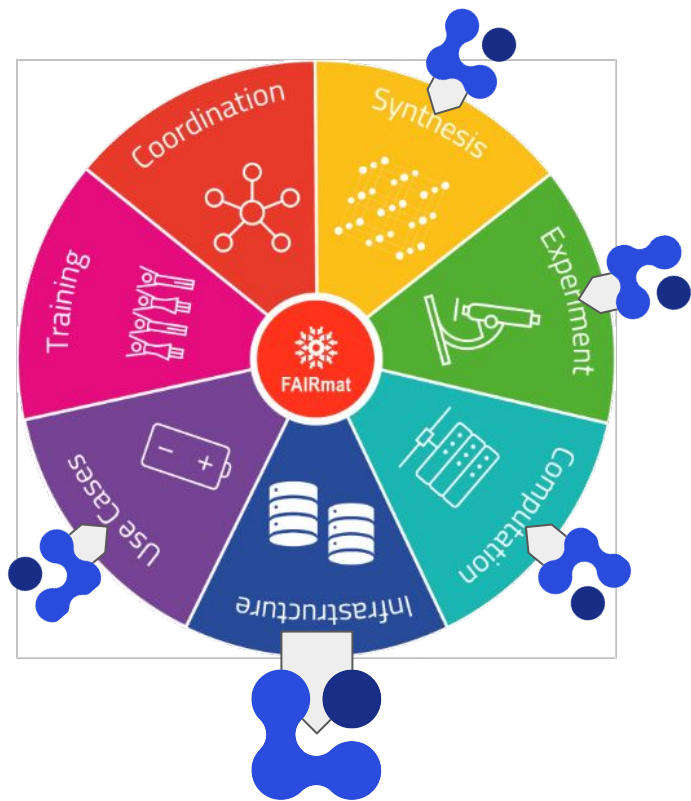 Coordination
Synthesis
Experiment
Computation
Infrastructure
Use Cases
Training
FAIRmat